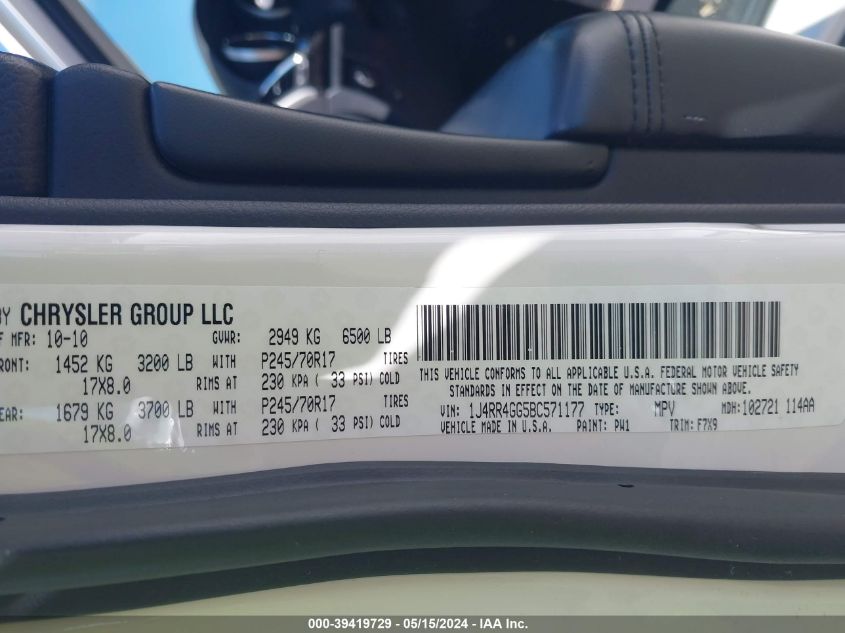 BY CHRYSLER GROUP LLC
OF MFR: 10-10 GVWR: 2949 KG 6500 LB
FRONT: 1452 KG 3200 LB WITH P245/70R17 TIRES
17X8.0 RIMS AT 230 KPA ( 33 PSI) COLD
REAR: 1679 KG 3700 LB WITH P245/70R17 TIRES
17X8.0 RIMS AT 230 KPA ( 33 PSI) COLD
THIS VEHICLE CONFORMS TO ALL APPLICABLE U.S.A. FEDERAL MOTOR VEHICLE SAFETY
STANDARDS IN EFFECT ON THE DATE OF MANUFACTURE SHOWN ABOVE.
VIN: 1J4RR4GG5BC571177 TYPE: MPV MDH:102721 114AA
VEHICLE MADE IN U.S.A. PAINT: PW1 TRIM: F7X9
000-39419729 - 05/15/2024 - IAA Inc.